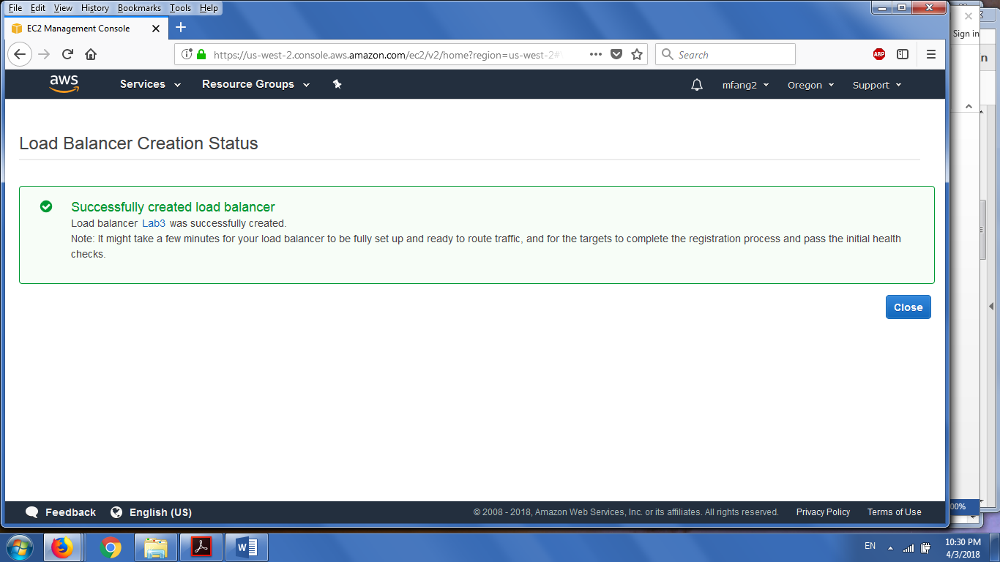 File Edit View History Bookmarks Tools Help
EC2 Management Console
https://us-west-2.console.aws.amazon.com/ec2/v2/home?region=us-west-2#
Search
ABP
Sign in
n
aws Services Resource Groups mfang2 Oregon Support
Load Balancer Creation Status
Successfully created load balancer
Load balancer Lab3 was successfully created.
Note: It might take a few minutes for your load balancer to be fully set up and ready to route traffic, and for the targets to complete the registration process and pass the initial health
checks.
Close
00%
Feedback English (US) © 2008 - 2018, Amazon Web Services, Inc. or its affiliates. All rights reserved. Privacy Policy Terms of Use
W
EN
10:30 PM
4/3/2018